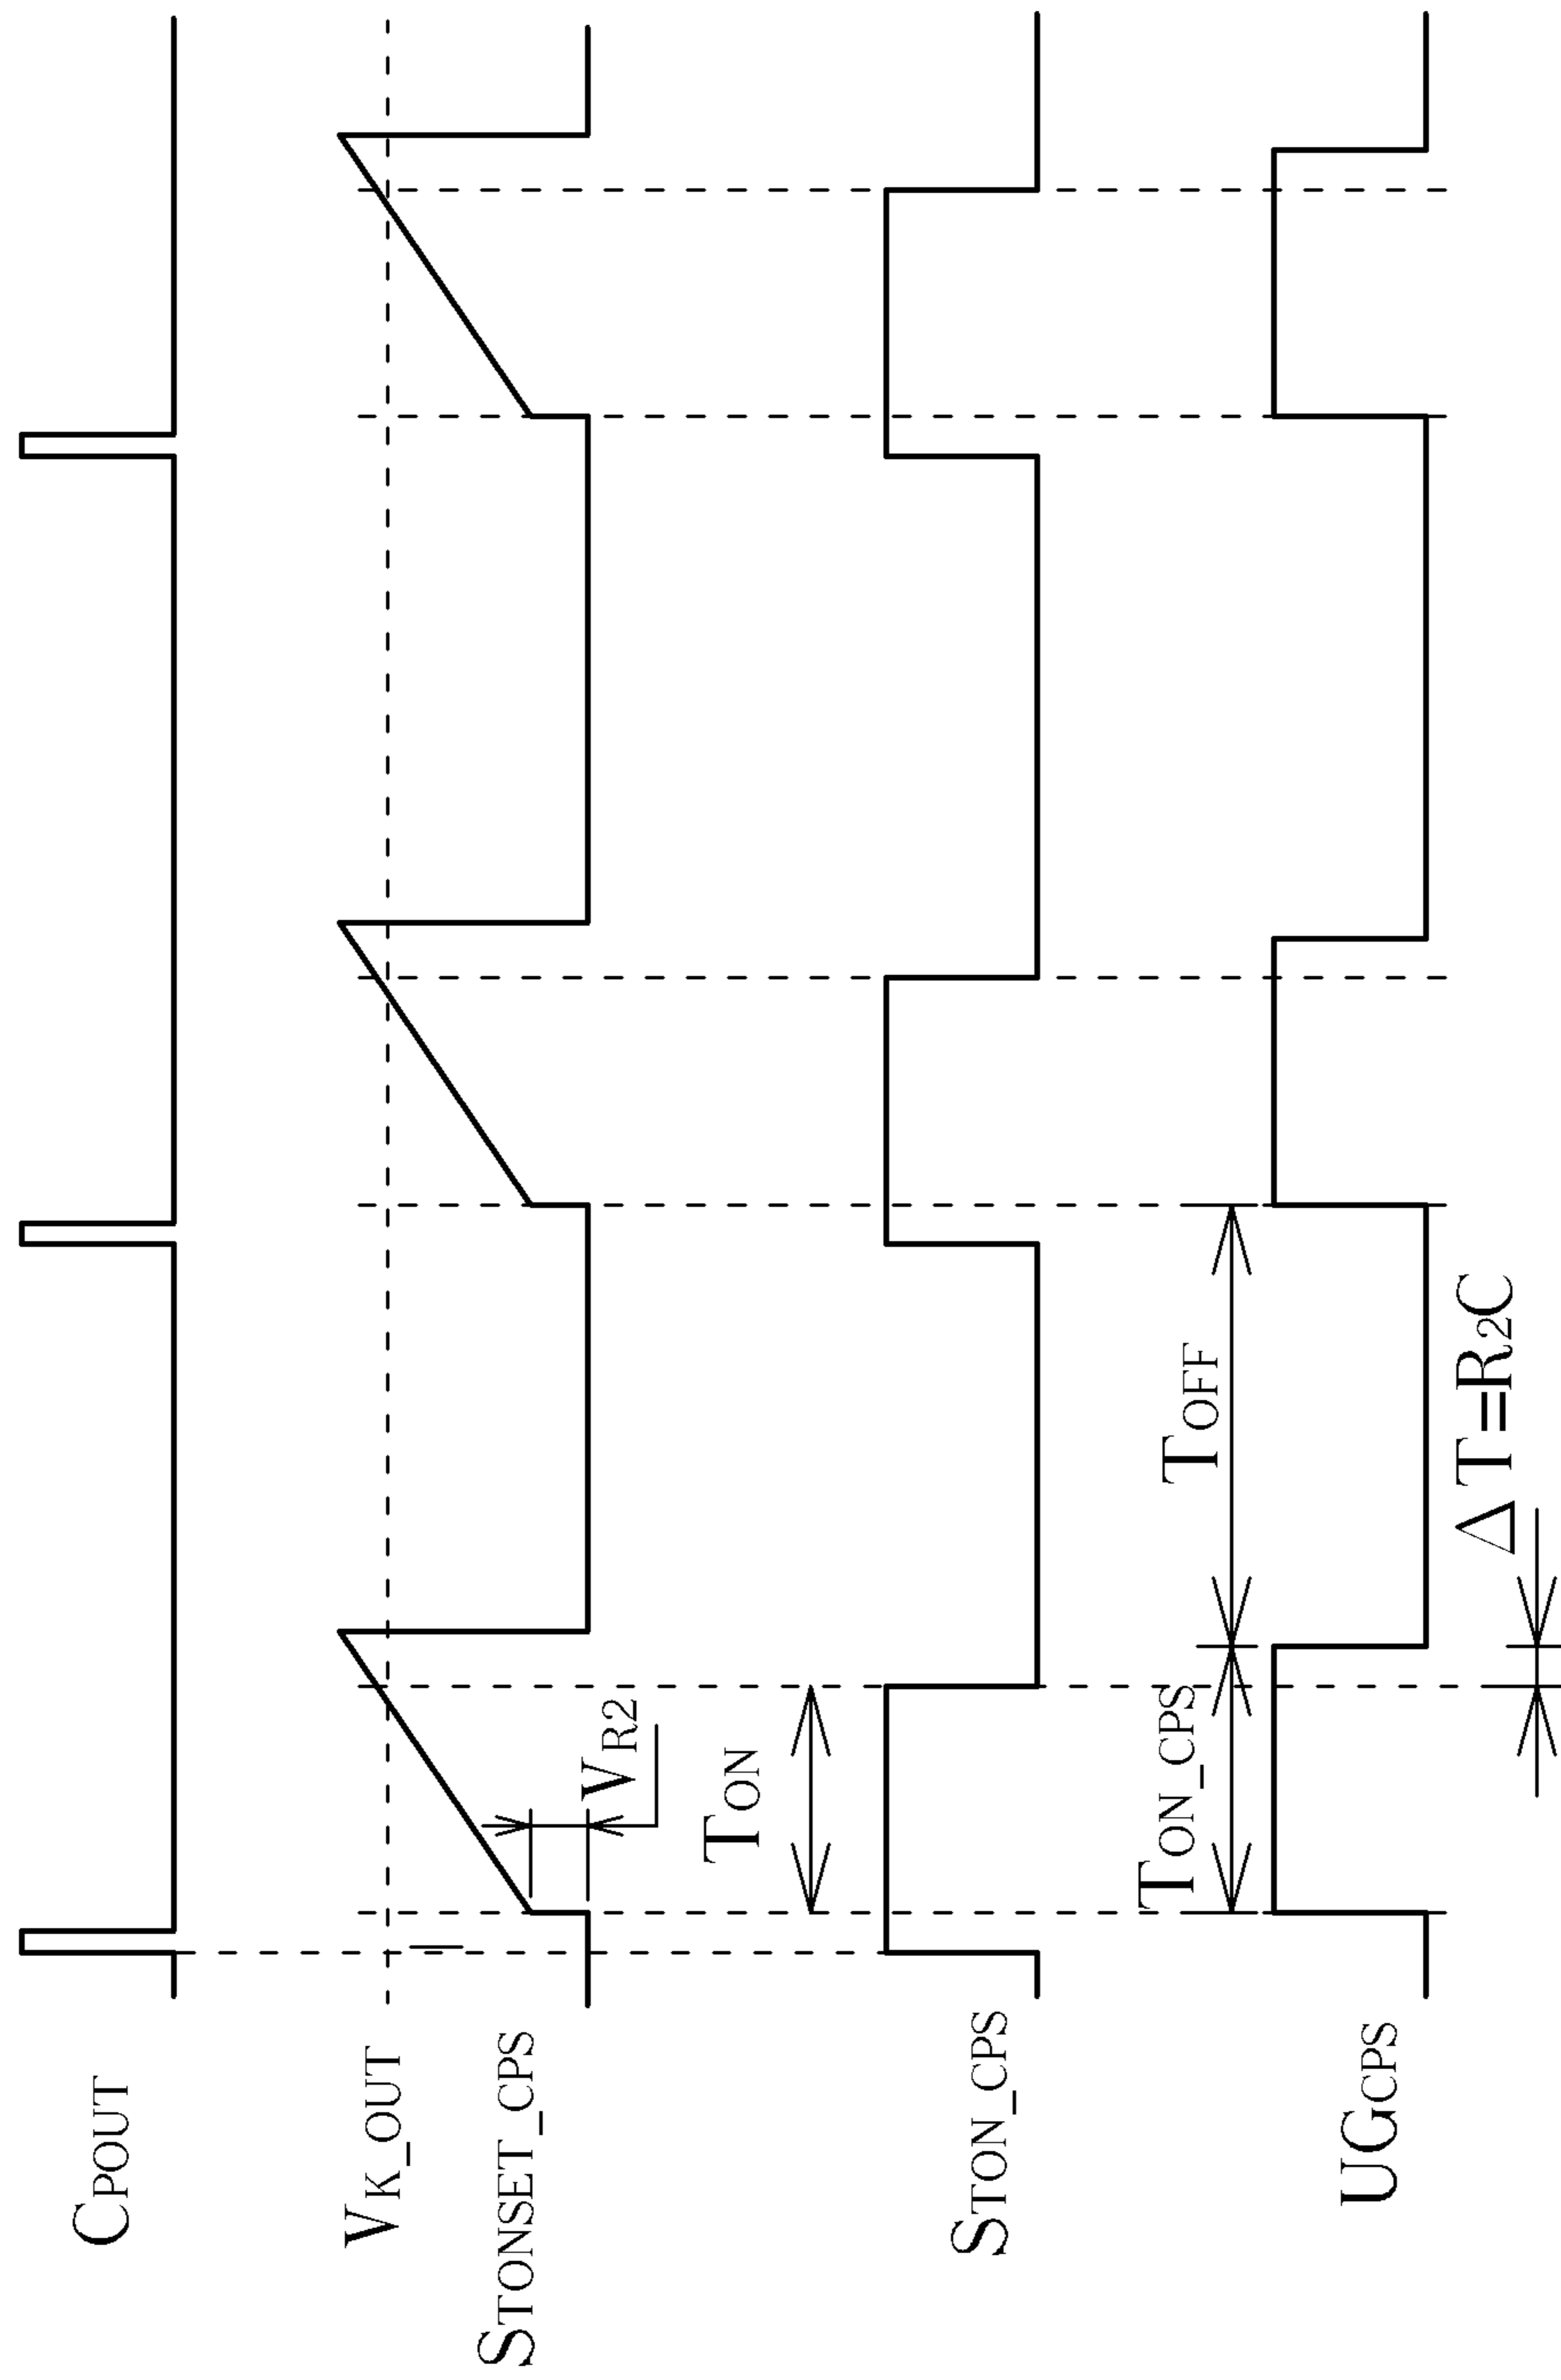 CPOUT
VK_OUT
STONSET_CPS
VR2
TON
STON_CPS
TON_CPS
TOFF
UGCPS
ΔT=R2C